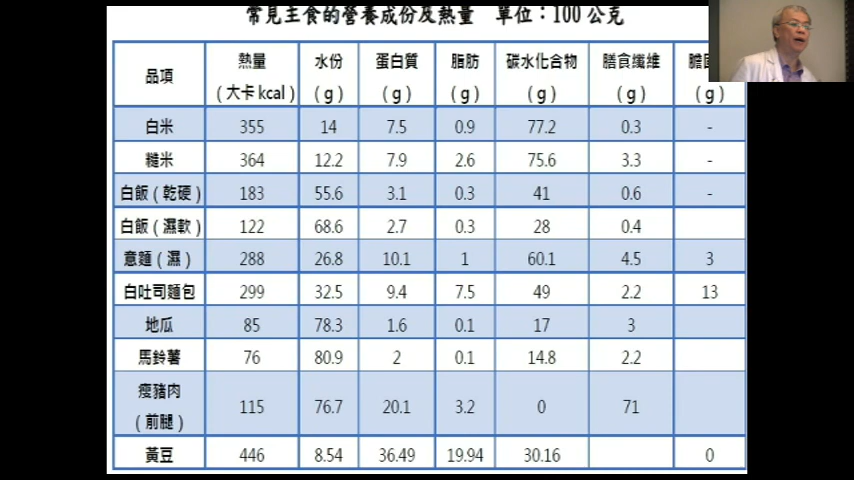 常見主食的營養成份及熱量 單位：100公克
品項 熱量（大卡kcal） 水份（g） 蛋白質（g） 脂肪（g） 碳水化合物（g） 膳食纖維（g） 膽（g）
白米 355 14 7.5 0.9 77.2 0.3 -
糙米 364 12.2 7.9 2.6 75.6 3.3 -
白飯（乾硬） 183 55.6 3.1 0.3 41 0.6 -
白飯（濕軟） 122 68.6 2.7 0.3 28 0.4
意麵（濕） 288 26.8 10.1 1 60.1 4.5 3
白吐司麵包 299 32.5 9.4 7.5 49 2.2 13
地瓜 85 78.3 1.6 0.1 17 3
馬鈴薯 76 80.9 2 0.1 14.8 2.2
瘦豬肉（前腿） 115 76.7 20.1 3.2 0 71
黃豆 446 8.54 36.49 19.94 30.16 0